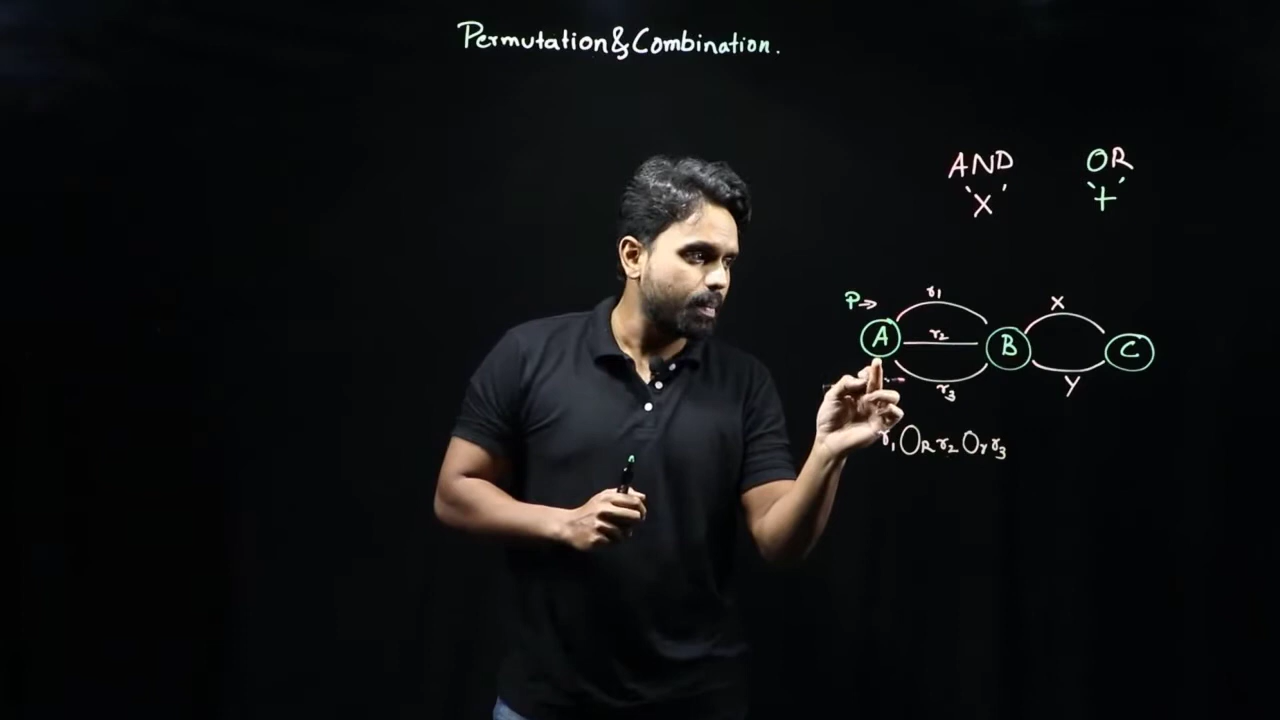 Permutation & Combination.
AND OR
'X' '+'
P→ r1 X
A r2 B C
r3 Y
r1 OR r2 Or r3